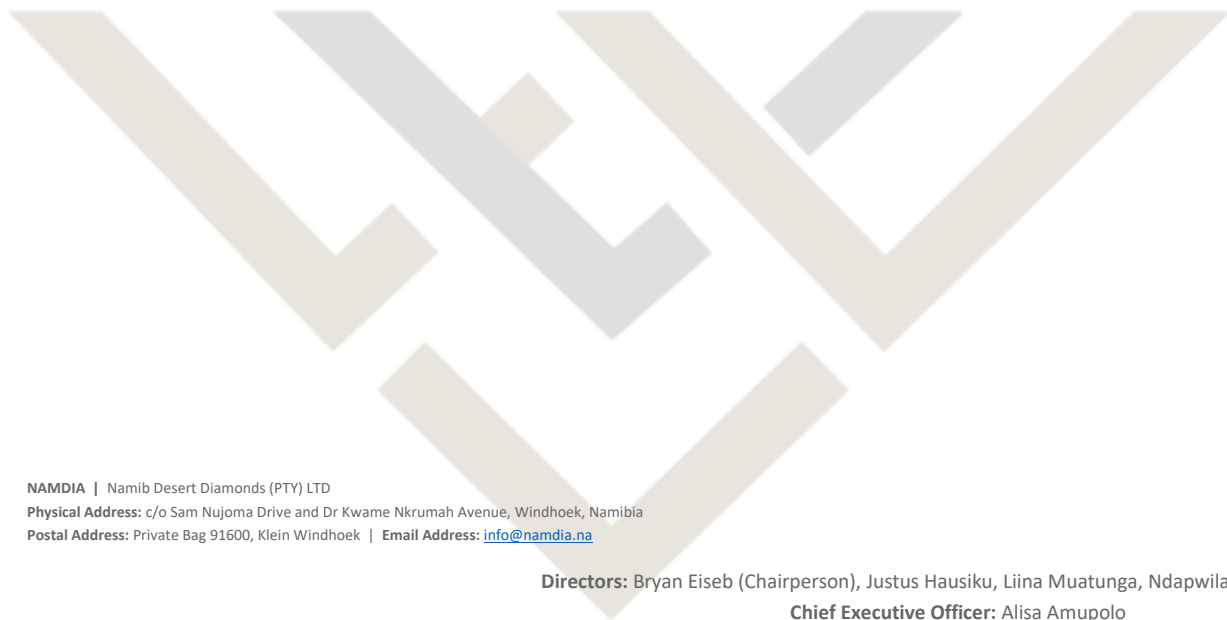 NAMDIA | Namib Desert Diamonds (PTY) LTD
Physical Address: c/o Sam Nujoma Drive and Dr Kwame Nkrumah Avenue, Windhoek, Namibia
Postal Address: Private Bag 91600, Klein Windhoek | Email Address: info@namdia.na
Directors: Bryan Eiseb (Chairperson), Justus Hausiku, Liina Muatunga, Ndapwila
Chief Executive Officer: Alisa Amupolo